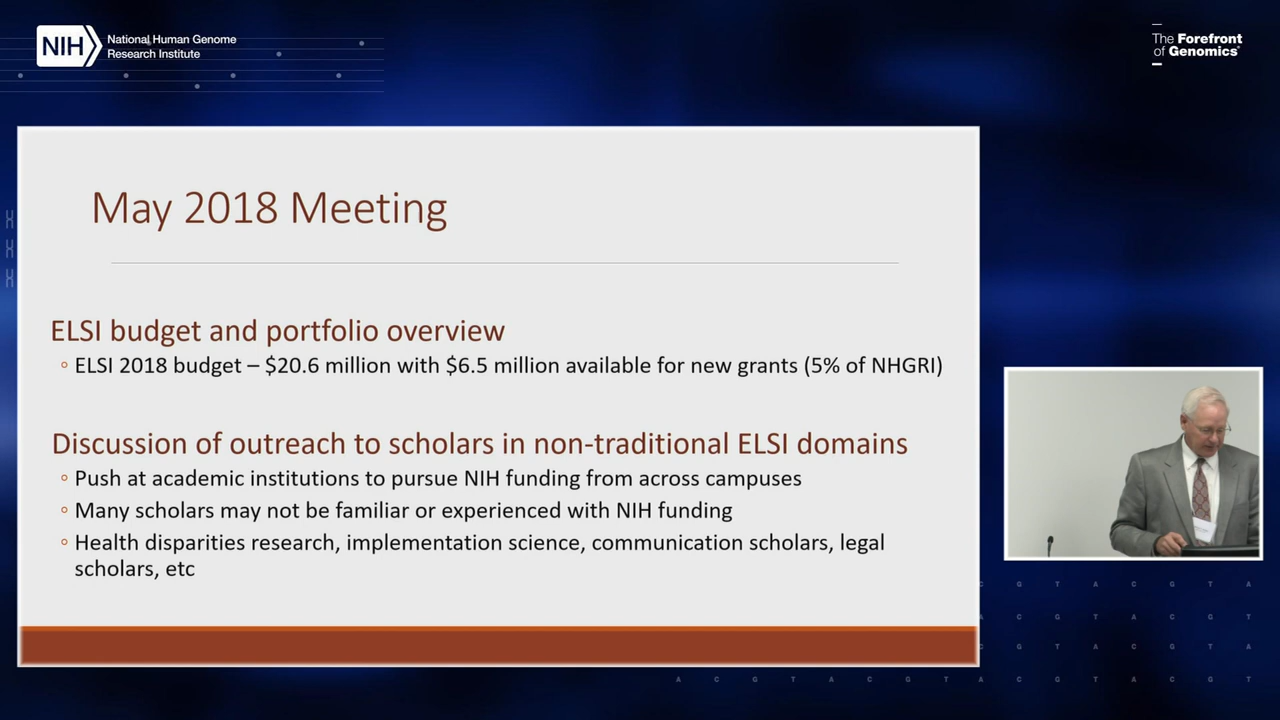 NIH
National Human Genome
Research Institute
The Forefront
of Genomics®
May 2018 Meeting
ELSI budget and portfolio overview
◦ ELSI 2018 budget – $20.6 million with $6.5 million available for new grants (5% of NHGRI)
Discussion of outreach to scholars in non-traditional ELSI domains
◦ Push at academic institutions to pursue NIH funding from across campuses
◦ Many scholars may not be familiar or experienced with NIH funding
◦ Health disparities research, implementation science, communication scholars, legal
scholars, etc
C G T A C G T A
A C G T A C G T
C G T A C G T A
A C G T A C G T A C G T A C G T